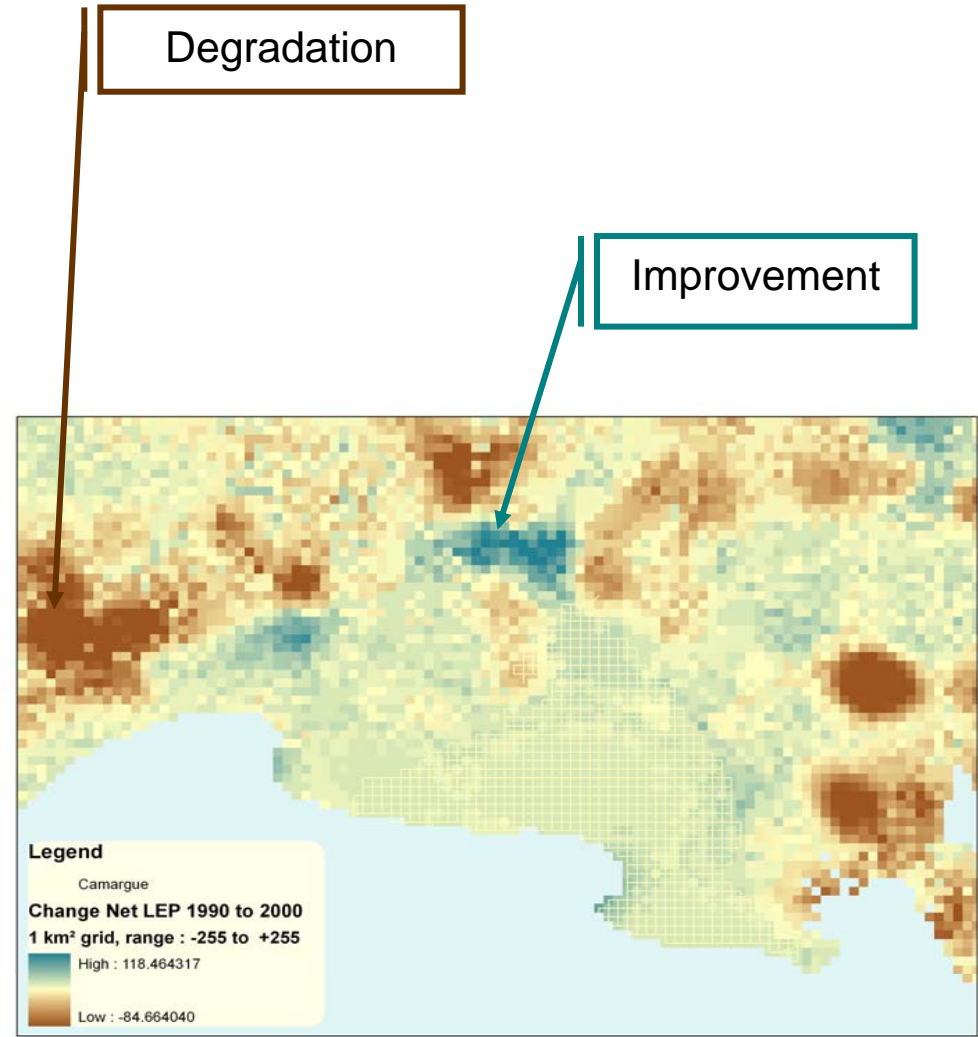 Degradation
Improvement
Legend
Camargue
Change Net LEP 1990 to 2000
1 km² grid, range : -255 to +255
High : 118.464317
Low : -84.664040